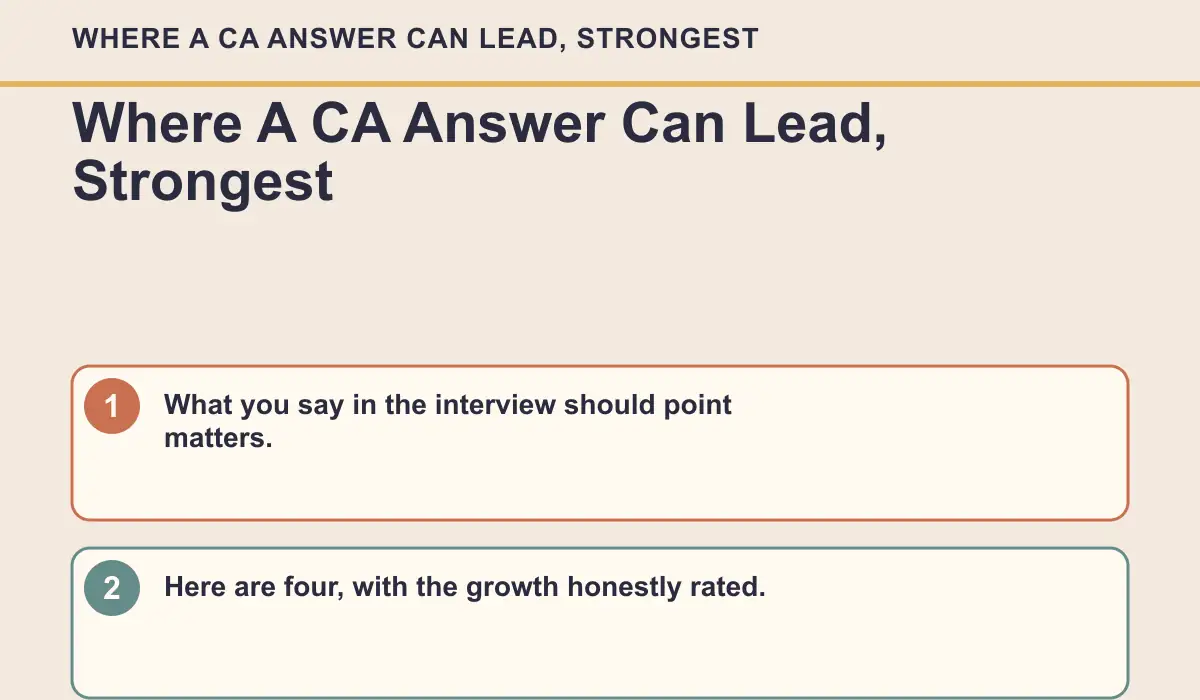 WHERE A CA ANSWER CAN LEAD, STRONGEST
Where A CA Answer Can Lead,
Strongest
1
What you say in the interview should point
matters.
2
Here are four, with the growth honestly rated.